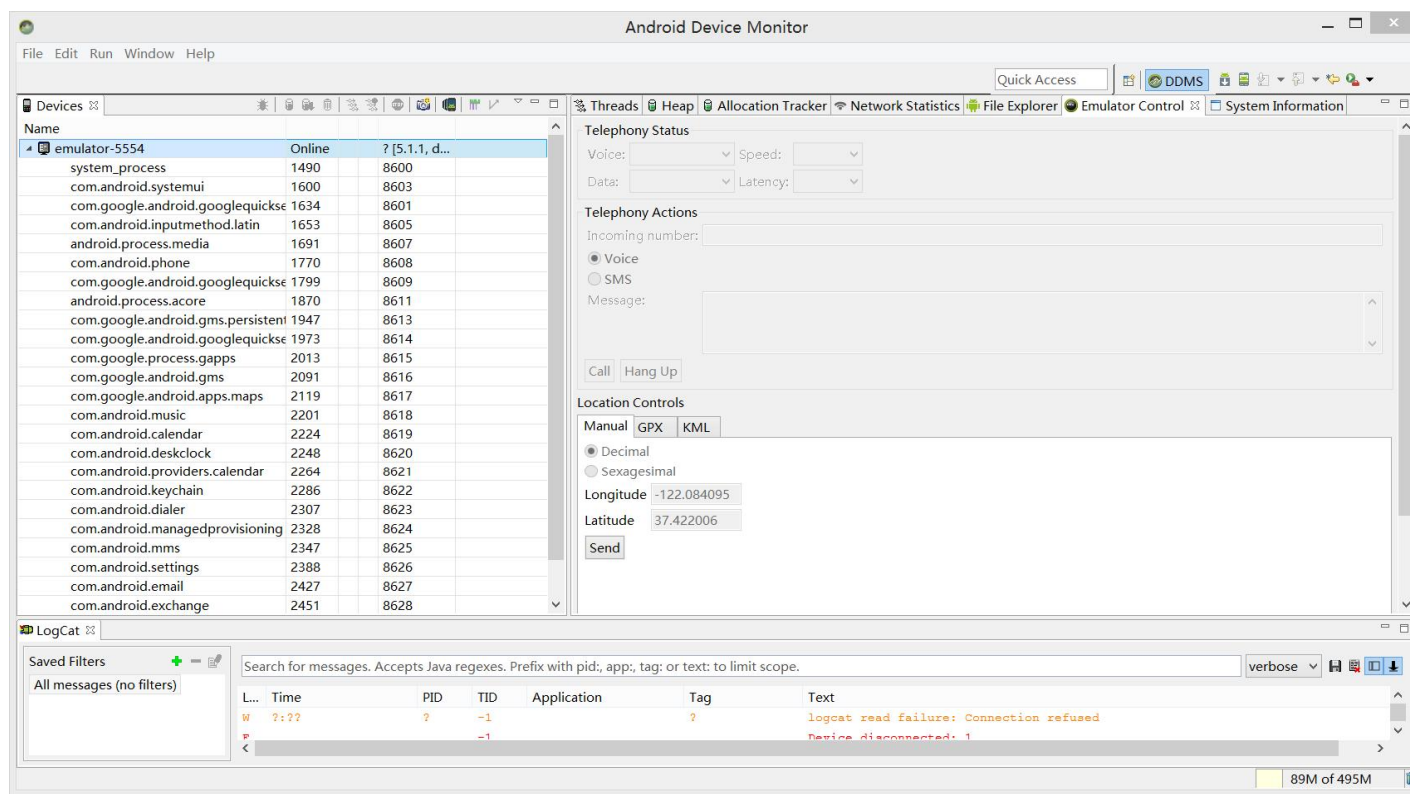 Android Device Monitor
File Edit Run Window Help
Quick Access DDMS
Devices
Name
emulator-5554 Online ? [5.1.1, d...
system_process 1490 8600
com.android.systemui 1600 8603
com.google.android.googlequickse 1634 8601
com.android.inputmethod.latin 1653 8605
android.process.media 1691 8607
com.android.phone 1770 8608
com.google.android.googlequickse 1799 8609
android.process.acore 1870 8611
com.google.android.gms.persistent 1947 8613
com.google.android.googlequickse 1973 8614
com.google.process.gapps 2013 8615
com.google.android.gms 2091 8616
com.google.android.apps.maps 2119 8617
com.android.music 2201 8618
com.android.calendar 2224 8619
com.android.deskclock 2248 8620
com.android.providers.calendar 2264 8621
com.android.keychain 2286 8622
com.android.dialer 2307 8623
com.android.managedprovisioning 2328 8624
com.android.mms 2347 8625
com.android.settings 2388 8626
com.android.email 2427 8627
com.android.exchange 2451 8628
Threads Heap Allocation Tracker Network Statistics File Explorer Emulator Control System Information
Telephony Status
Voice: Speed:
Data: Latency:
Telephony Actions
Incoming number:
Voice
SMS
Message:
Call Hang Up
Location Controls
Manual GPX KML
Decimal
Sexagesimal
Longitude -122.084095
Latitude 37.422006
Send
LogCat
Saved Filters
All messages (no filters)
Search for messages. Accepts Java regexes. Prefix with pid:, app:, tag: or text: to limit scope. verbose
L... Time PID TID Application Tag Text
W ?:?? ? -1 ? logcat read failure: Connection refused
E -1 Device disconnected: 1
89M of 495M